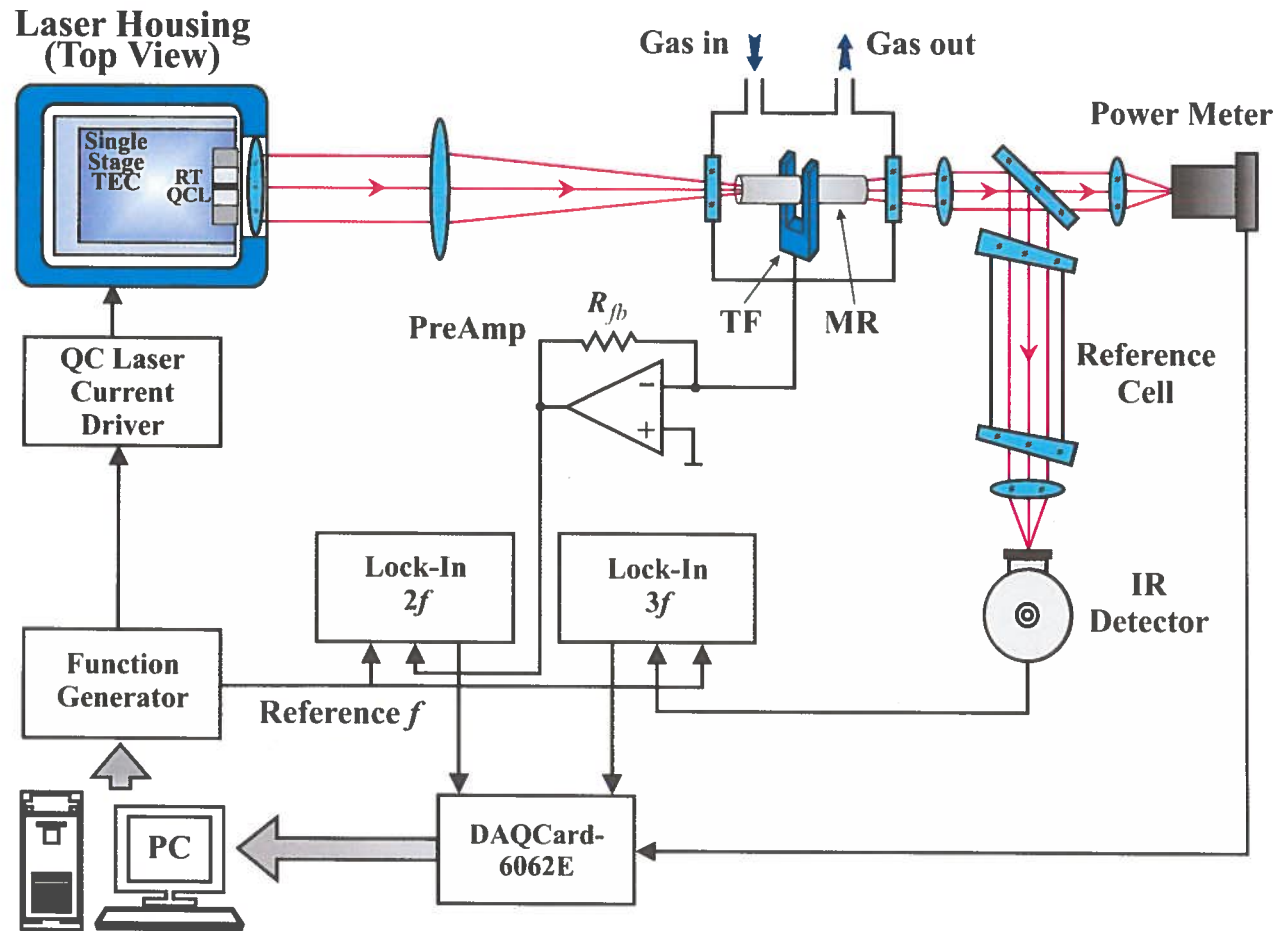 Laser Housing
(Top View)
Gas in
Gas out
Power Meter
Single
Stage
TEC
RT
QCL
TF
MR
PreAmp
R_fb
Reference
Cell
QC Laser
Current
Driver
Lock-In
2f
Lock-In
3f
IR
Detector
Function
Generator
Reference f
PC
DAQCard-
6062E